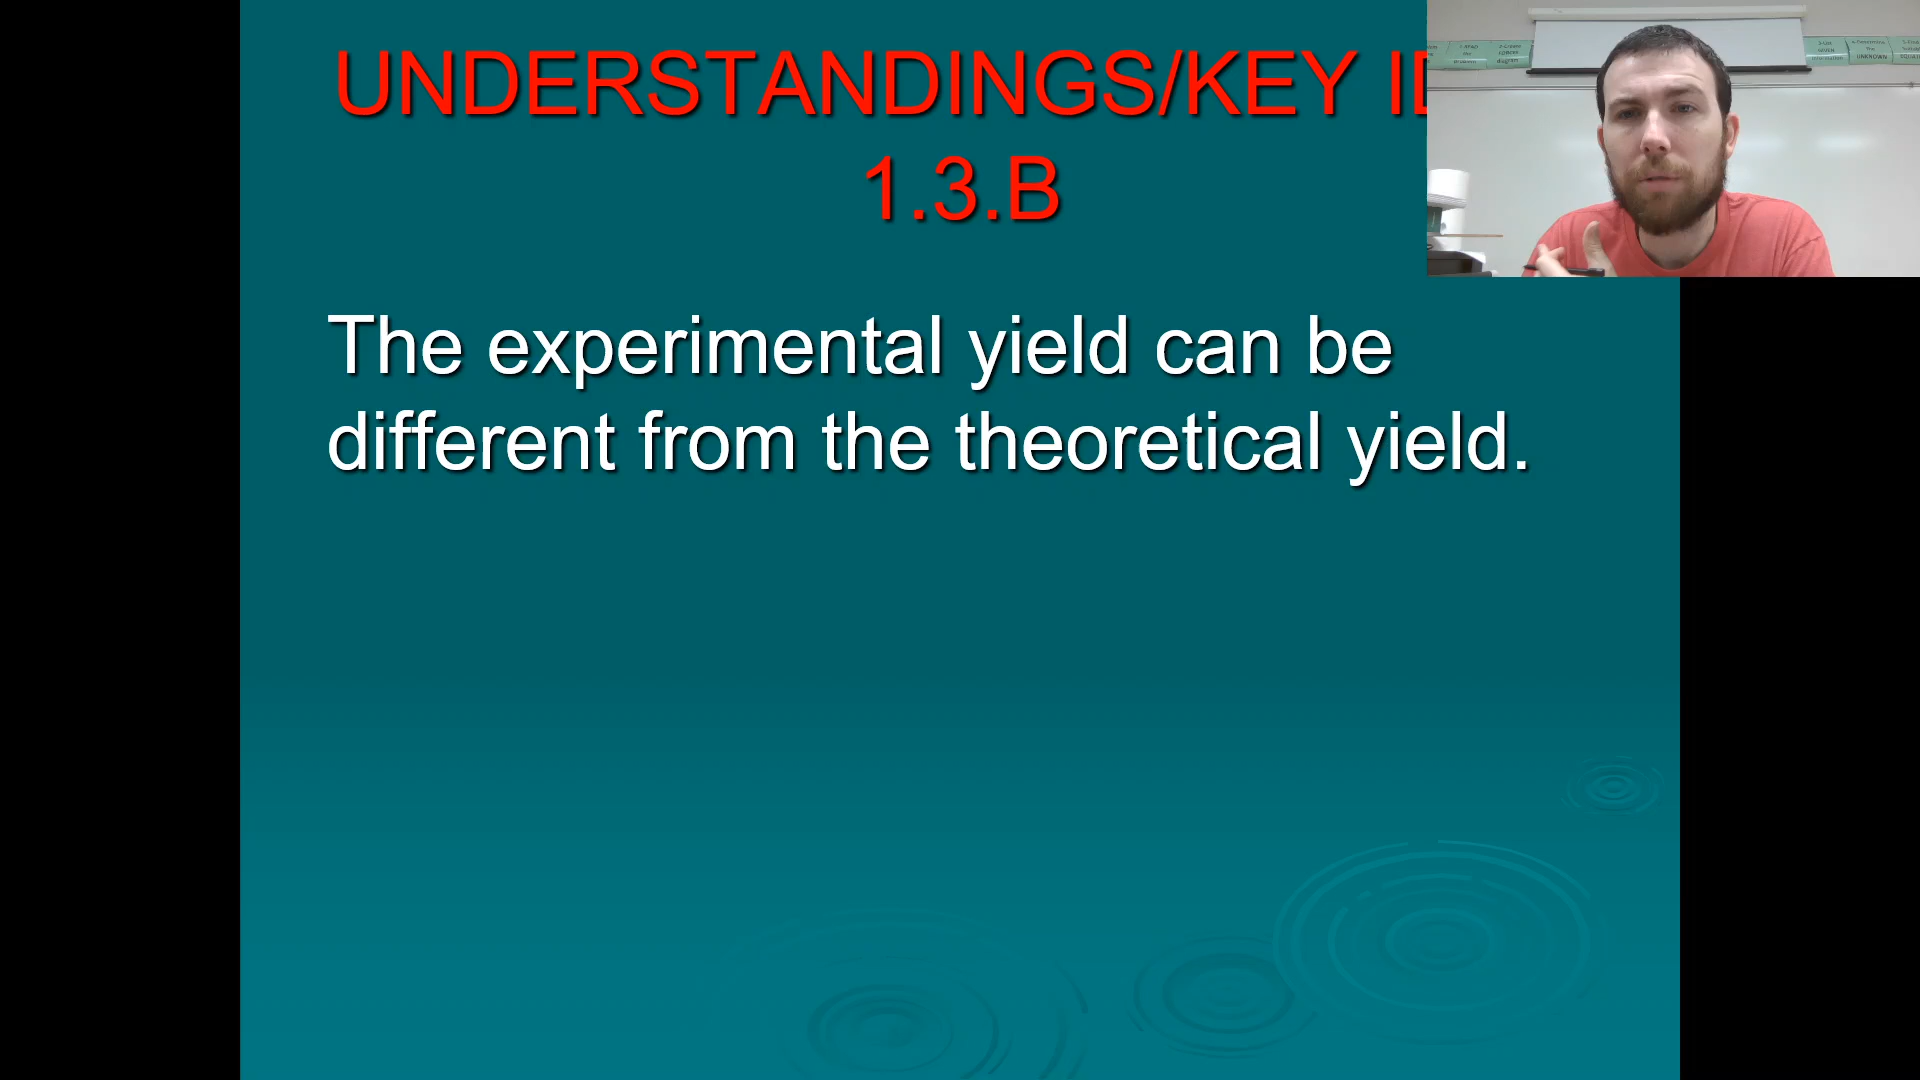 UNDERSTANDINGS/KEY
1.3.B
The experimental yield can be
different from the theoretical yield.